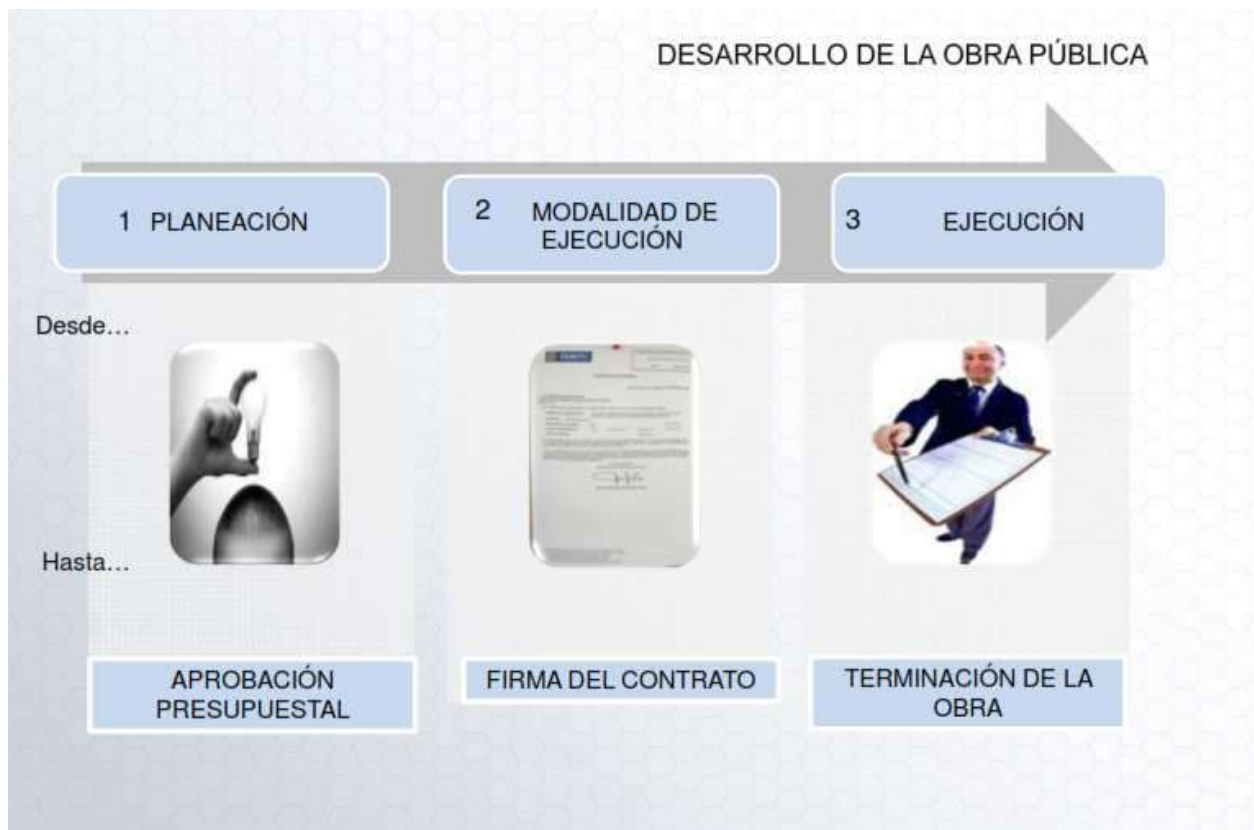 DESARROLLO DE LA OBRA PÚBLICA
1 PLANEACIÓN
2 MODALIDAD DE
EJECUCIÓN
3 EJECUCIÓN
Desde...
Hasta...
APROBACIÓN
PRESUPUESTAL
FIRMA DEL CONTRATO
TERMINACIÓN DE LA
OBRA